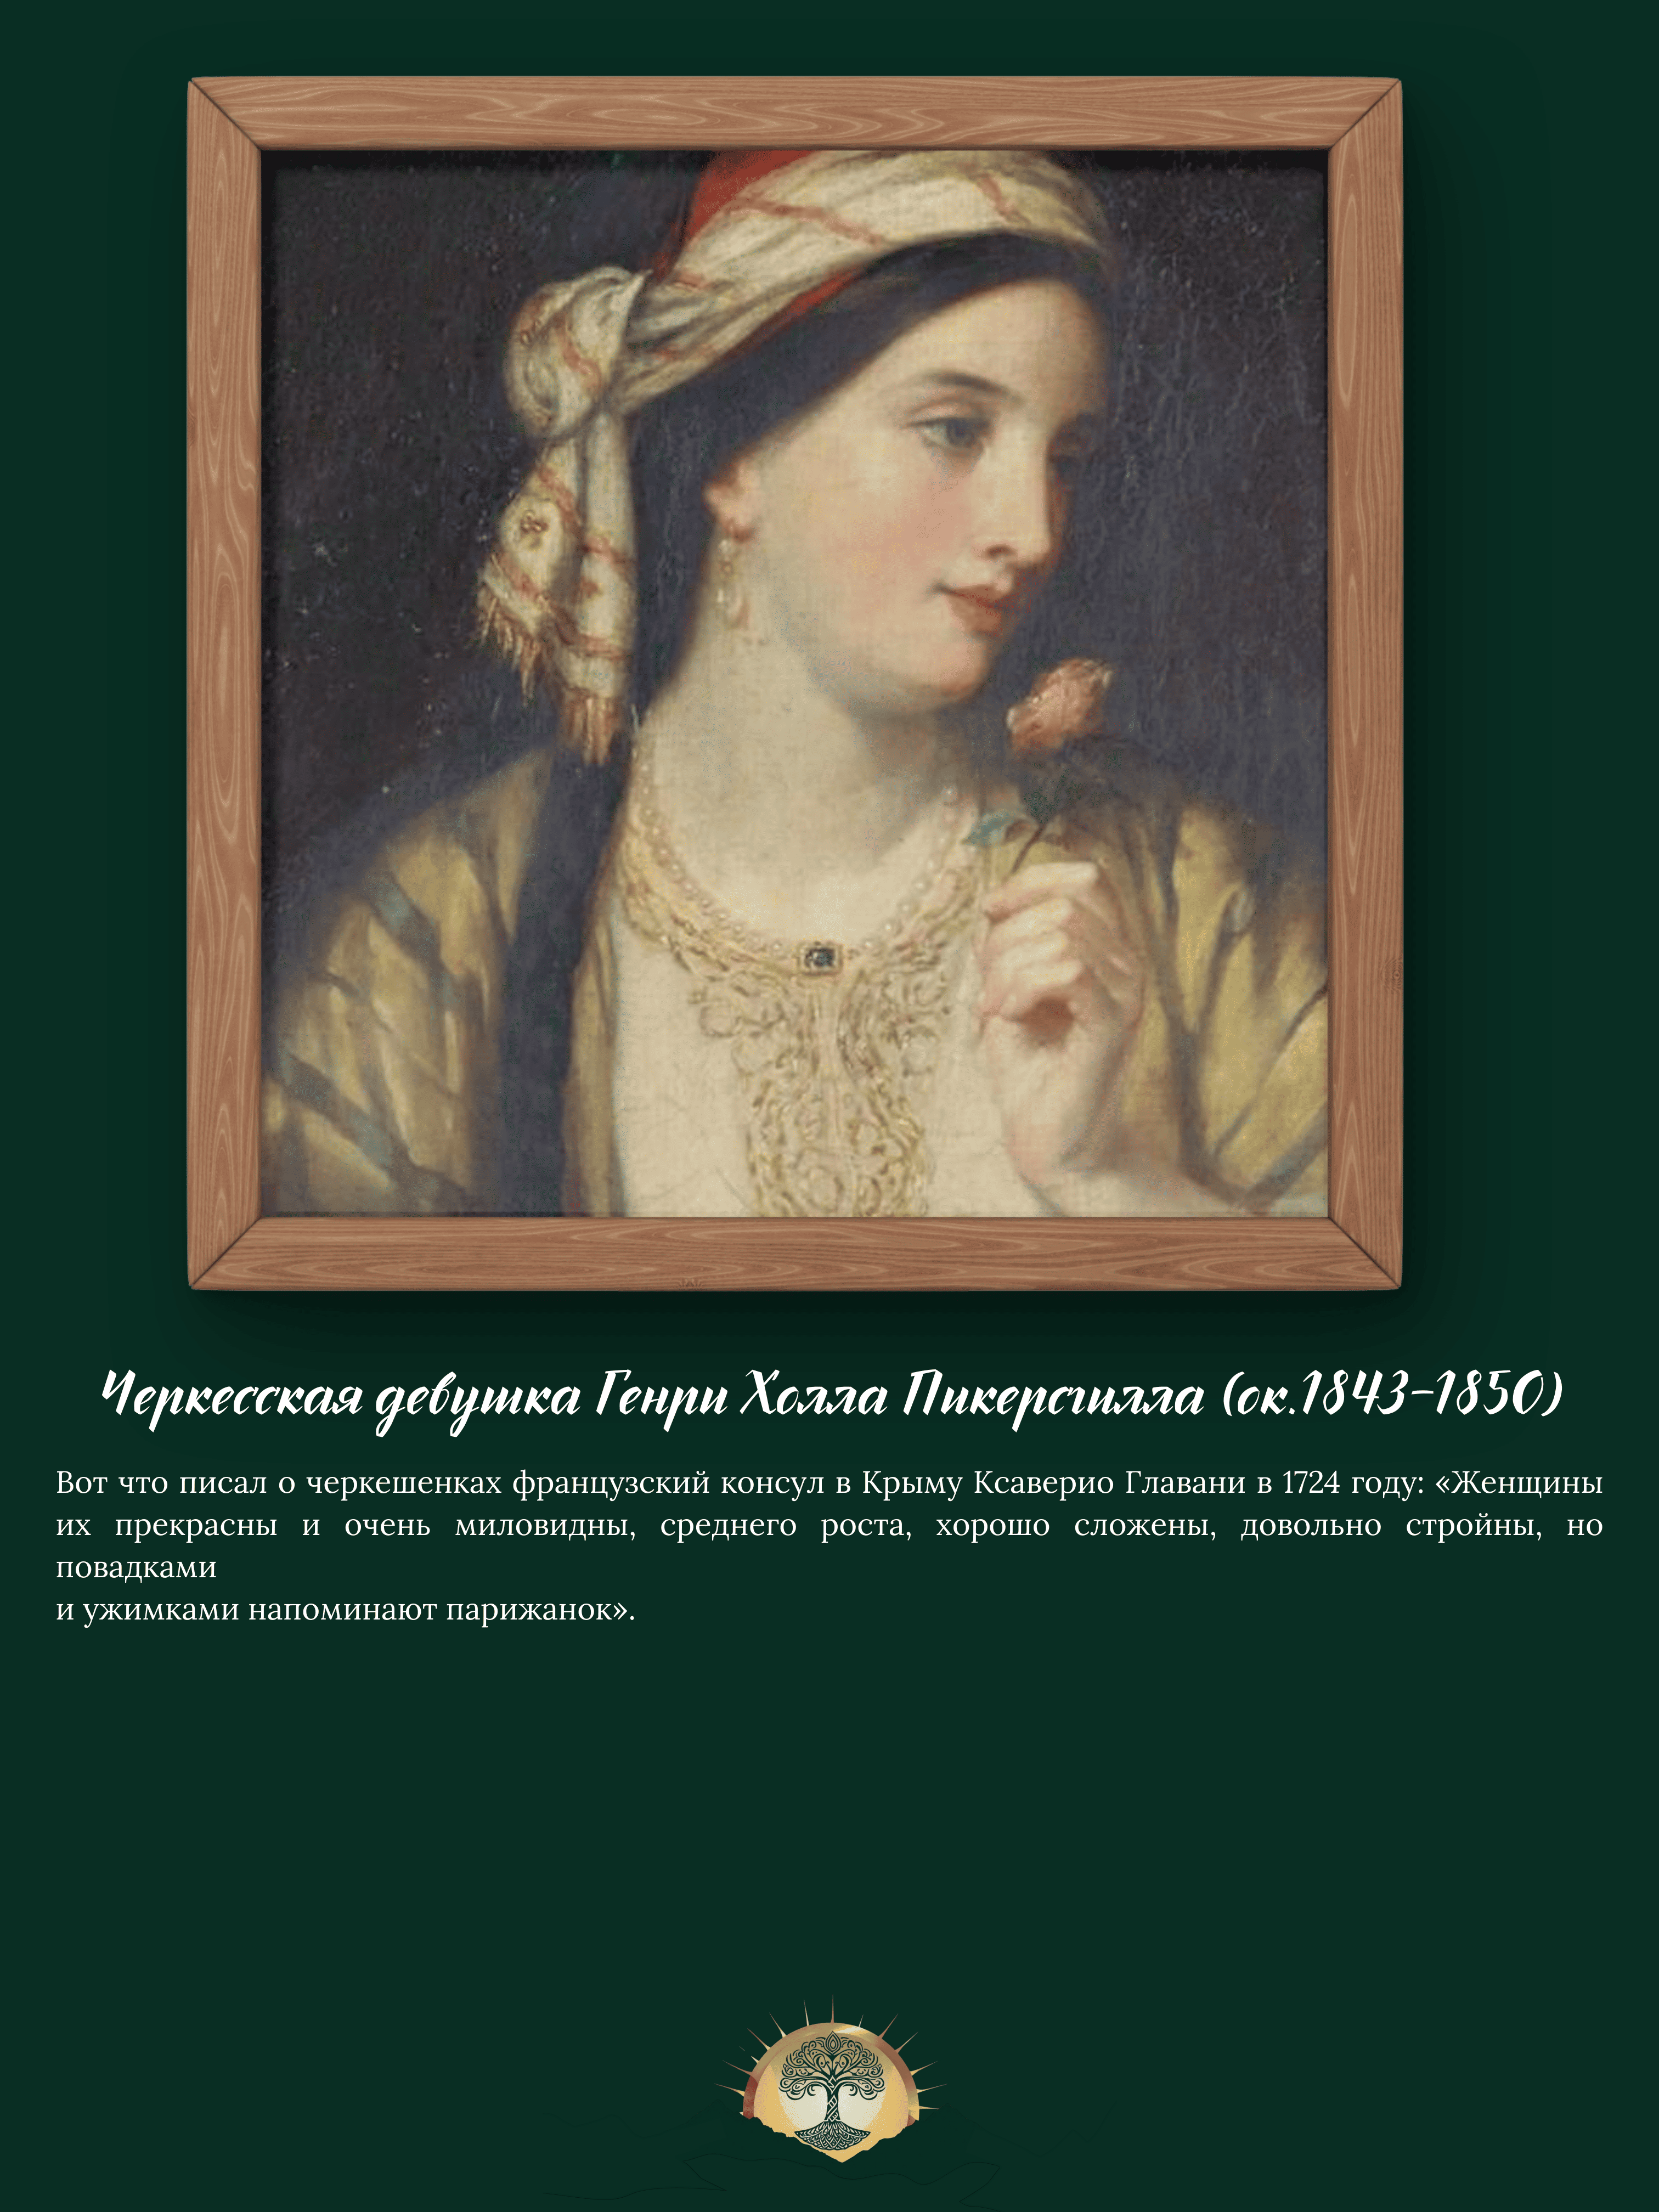 Черкесская девушка Генри Холла Пикерсгилла (ок.1843-1850)
Вот что писал о черкешенках французский консул в Крыму Ксаверио Главани в 1724 году: «Женщины
их прекрасны и очень миловидны, среднего роста, хорошо сложены, довольно стройны, но
повадками
и ужимками напоминают парижанок».